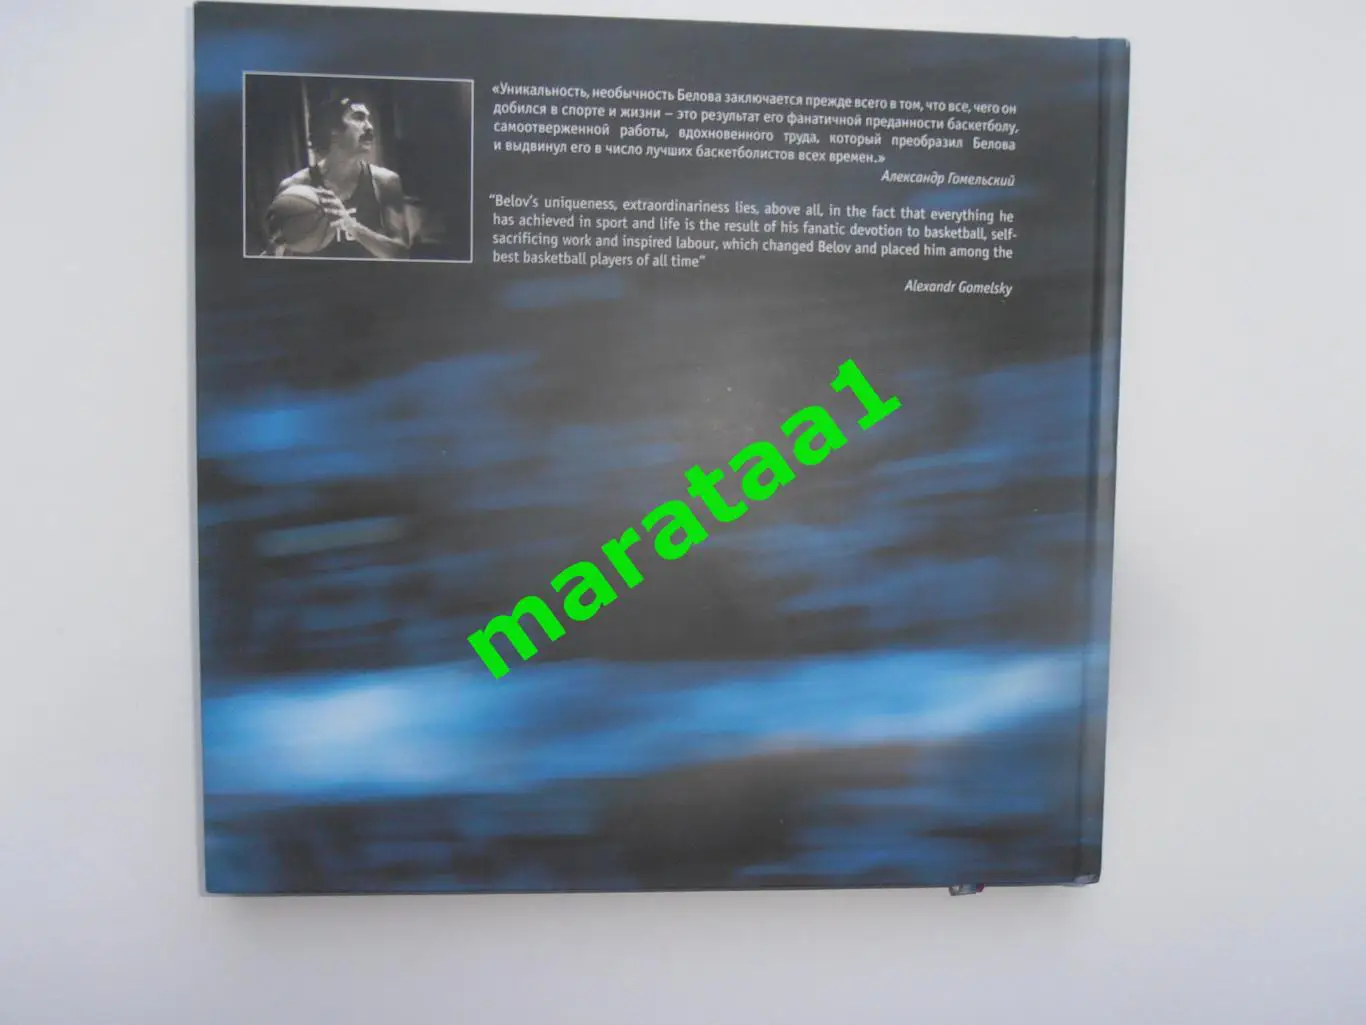 «Уникальность, необычность Белова заключается прежде всего в том, что все, чего он
добился в спорте и жизни – это результат его фанатичной преданности баскетболу,
самоотверженной работы, вдохновенного труда, который преобразил Белова
и выдвинул его в число лучших баскетболистов всех времен.»
Александр Гомельский
"Belov's uniqueness, extraordinariness lies, above all, in the fact that everything he
has achieved in sport and life is the result of his fanatic devotion to basketball, self-
sacrificing work and inspired labour, which changed Belov and placed him among the
best basketball players of all time"
Alexandr Gomelsky
10
marataa1